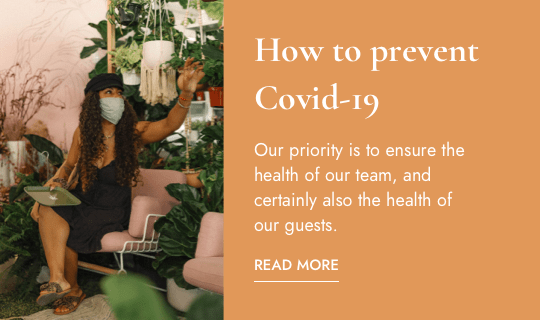 How to prevent
Covid-19
Our priority is to ensure the
health of our team, and
certainly also the health of
our guests.
READ MORE